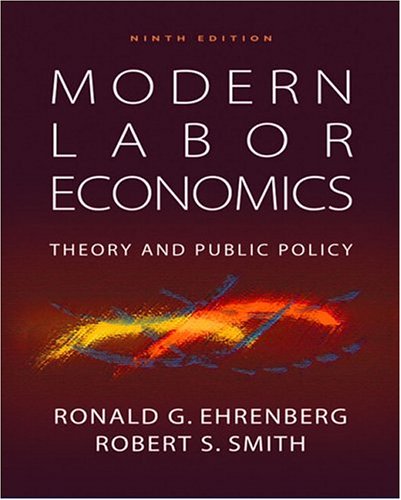 NINTH EDITION
MODERN
LABOR
ECONOMICS
THEORY AND PUBLIC POLICY
RONALD G. EHRENBERG
ROBERT S. SMITH